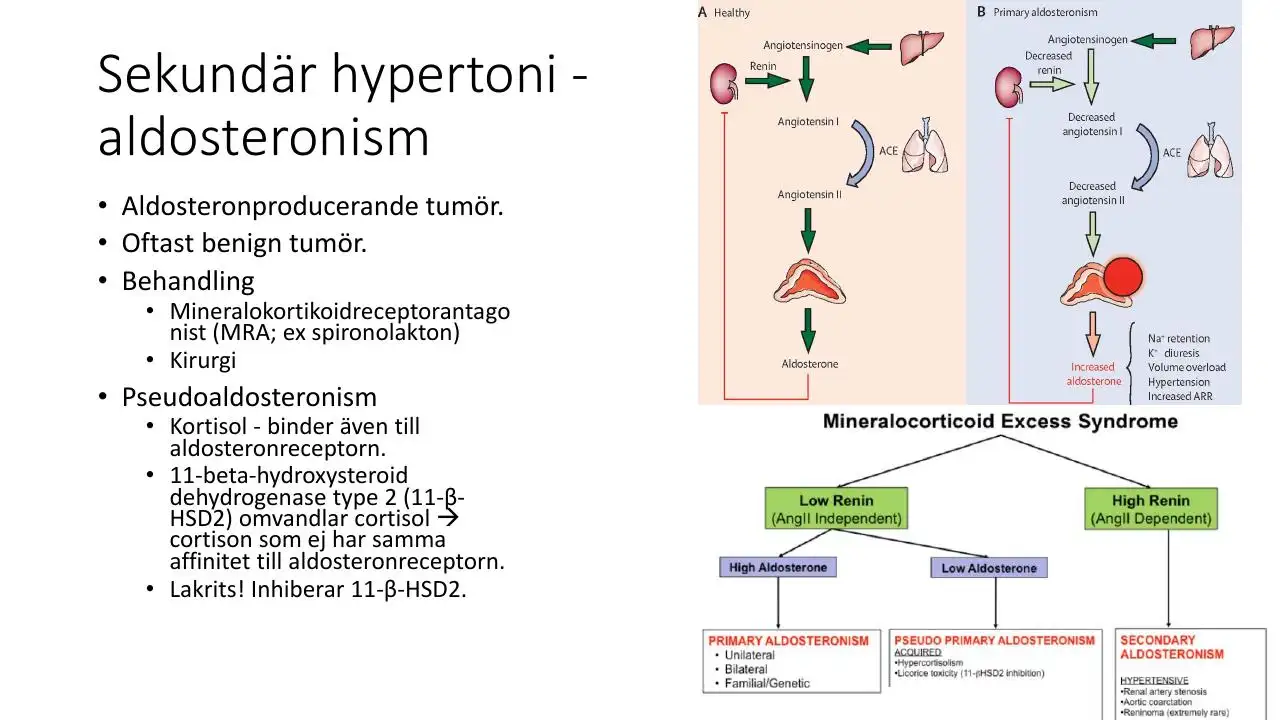 Sekundär hypertoni -
aldosteronism
• Aldosteronproducerande tumör.
• Oftast benign tumör.
• Behandling
• Mineralokortikoidreceptorantago
nist (MRA; ex spironolakton)
• Kirurgi
• Pseudoaldosteronism
• Kortisol - binder även till
aldosteronreceptorn.
• 11-beta-hydroxysteroid
dehydrogenase type 2 (11-β-
HSD2) omvandlar cortisol →
cortison som ej har samma
affinitet till aldosteronreceptorn.
• Lakrits! Inhiberar 11-β-HSD2.
A Healthy
Angiotensinogen
Renin
Angiotensin I
ACE
Angiotensin II
Aldosterone
B Primary aldosteronism
Angiotensinogen
Decreased
renin
Decreased
angiotensin I
ACE
Decreased
angiotensin II
Increased
aldosterone
Na⁺ retention
K⁺ diuresis
Volume overload
Hypertension
Increased ARR
Mineralocorticoid Excess Syndrome
Low Renin
(AngII Independent)
High Renin
(AngII Dependent)
High Aldosterone
Low Aldosterone
PRIMARY ALDOSTERONISM
• Unilateral
• Bilateral
• Familial/Genetic
PSEUDO PRIMARY ALDOSTERONISM
ACQUIRED
•Hypercortisolism
•Licorice toxicity (11-βHSD2 inhibition)
SECONDARY
ALDOSTERONISM
HYPERTENSIVE
•Renal artery stenosis
•Aortic coarctation
•Reninoma (extremely rare)